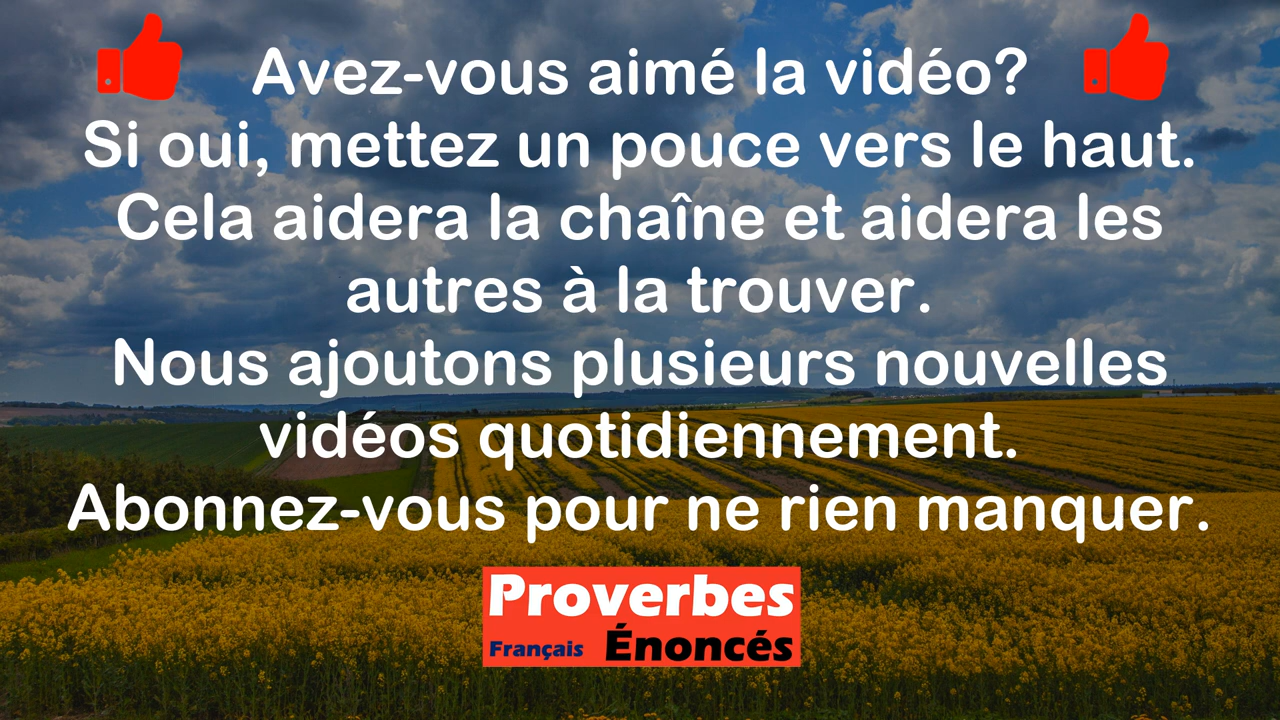 Avez-vous aimé la vidéo?
Si oui, mettez un pouce vers le haut.
Cela aidera la chaîne et aidera les
autres à la trouver.
Nous ajoutons plusieurs nouvelles
vidéos quotidiennement.
Abonnez-vous pour ne rien manquer.
Proverbes
Français Énoncés